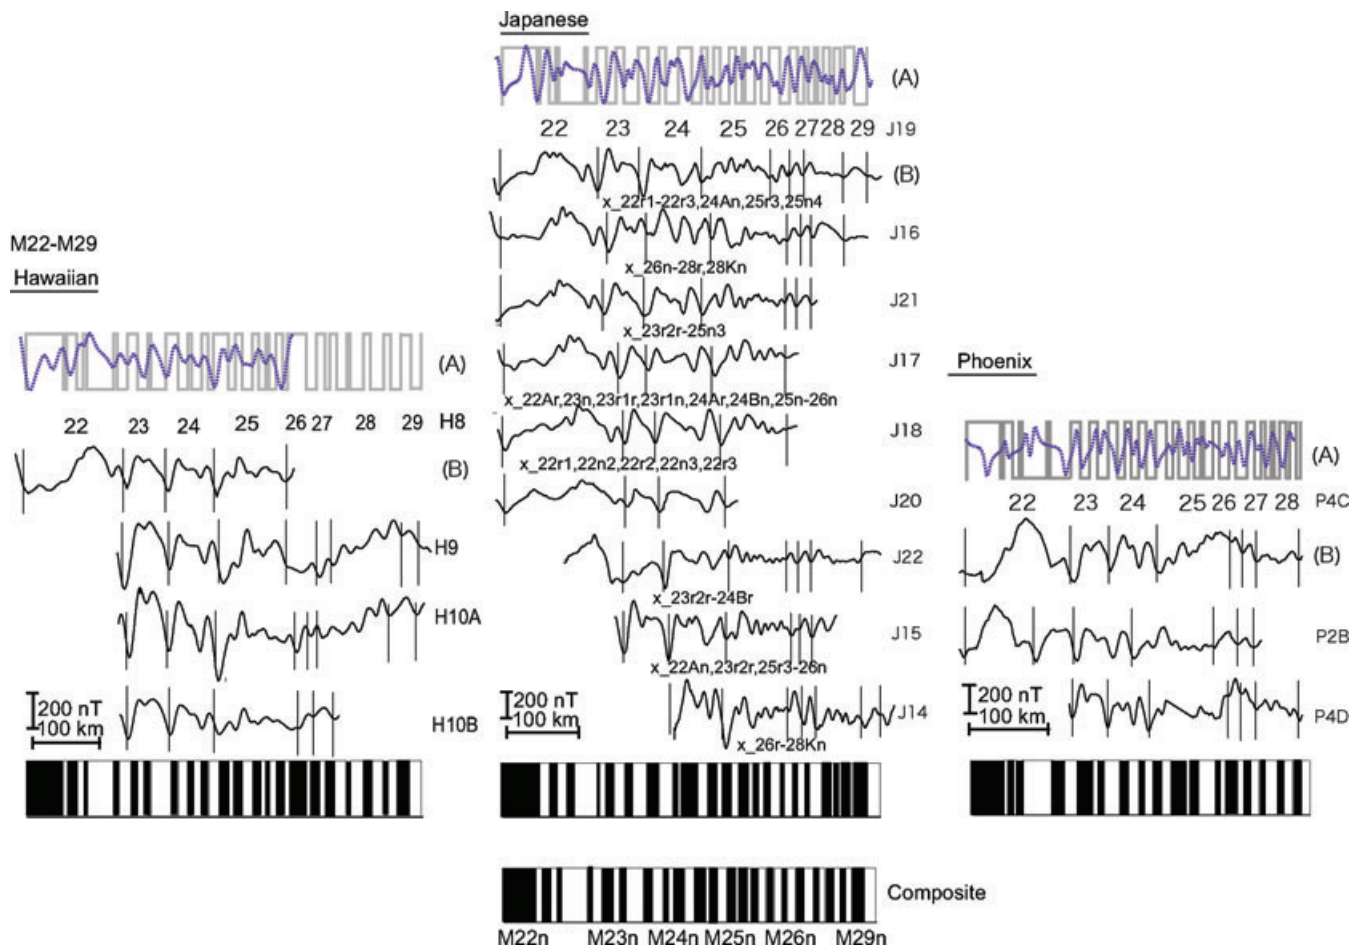 Japanese
(A)
22 23 24 25 26 27 28 29 J19
(B)
x_22r1-22r3,24An,25r3,25n4
J16
x_26n-28r,28Kn
J21
x_23r2r-25n3
J17
x_22Ar,23n,23r1r,23r1n,24Ar,24Bn,25n-26n
J18
x_22r1,22n2,22r2,22n3,22r3
J20
J22
x_23r2r-24Br
J15
x_22An,23r2r,25r3-26n
J14
x_26r-28Kn
200 nT
100 km
M22-M29
Hawaiian
(A)
22 23 24 25 26 27 28 29 H8
(B)
H9
H10A
H10B
200 nT
100 km
Phoenix
(A)
22 23 24 25 26 27 28 P4C
(B)
P2B
P4D
200 nT
100 km
Composite
M22n M23n M24n M25n M26n M29n